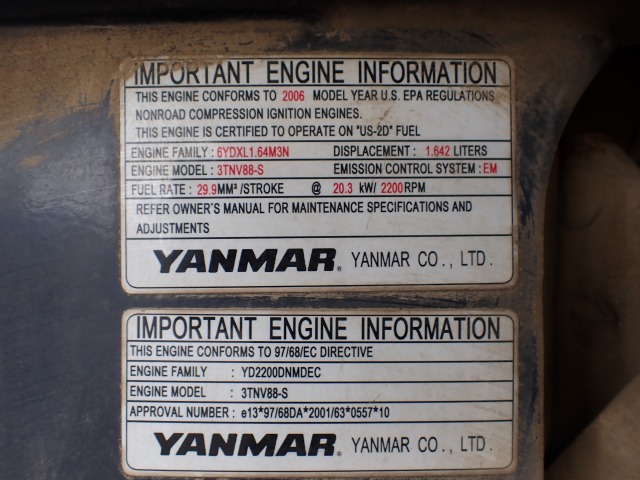 IMPORTANT ENGINE INFORMATION
THIS ENGINE CONFORMS TO 2006 MODEL YEAR U.S. EPA REGULATIONS
NONROAD COMPRESSION IGNITION ENGINES.
THIS ENGINE IS CERTIFIED TO OPERATE ON "US-2D" FUEL
ENGINE FAMILY : 6YDXL1.64M3N DISPLACEMENT : 1.642 LITERS
ENGINE MODEL : 3TNV88-S EMISSION CONTROL SYSTEM : EM
FUEL RATE : 29.9MM³/STROKE @ 20.3 kW/ 2200RPM
REFER OWNER'S MANUAL FOR MAINTENANCE SPECIFICATIONS AND
ADJUSTMENTS
YANMAR® YANMAR CO., LTD.
IMPORTANT ENGINE INFORMATION
THIS ENGINE CONFORMS TO 97/68/EC DIRECTIVE
ENGINE FAMILY : YD2200DNMDEC
ENGINE MODEL : 3TNV88-S
APPROVAL NUMBER : e13*97/68DA*2001/63*0557*10
YANMAR® YANMAR CO., LTD.